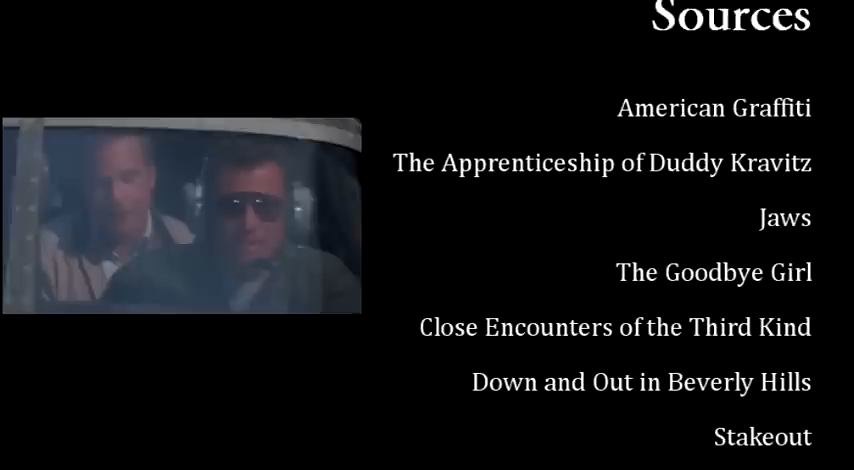 Sources
American Graffiti
The Apprenticeship of Duddy Kravitz
Jaws
The Goodbye Girl
Close Encounters of the Third Kind
Down and Out in Beverly Hills
Stakeout